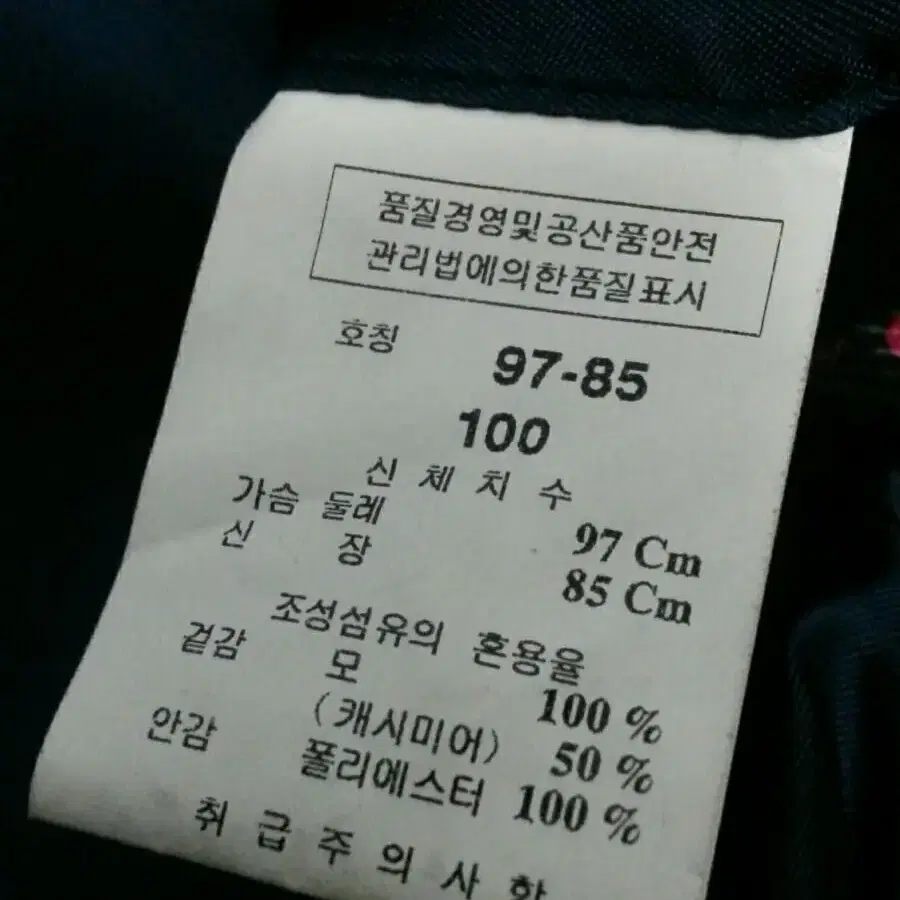 품질경영및공산품안전
관리법에의한품질표시
호칭 97-85
100
신 체 치 수
가슴 둘레 97 Cm
신 장 85 Cm
조성섬유의 혼용율
겉감 모 100 %
(캐시미어) 50 %
안감 폴리에스터 100 %
취 급 주 의 사 항